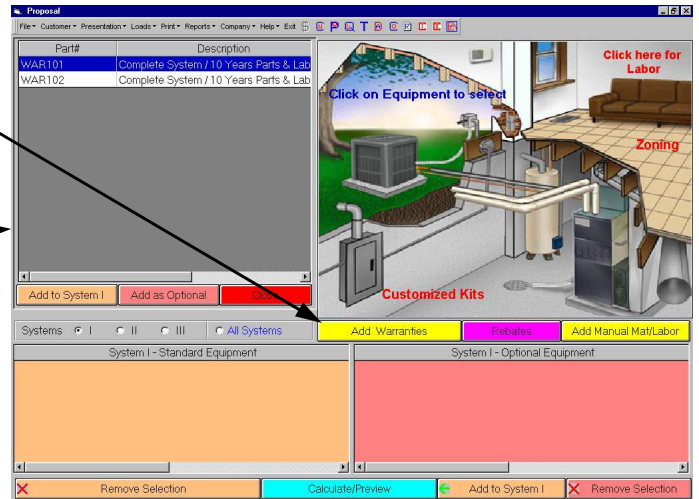 Proposal
File Customer Presentation Loads Print Reports Company Help Exit
Part# Description
WAR101 Complete System / 10 Years Parts & Lab
WAR102 Complete System / 10 Years Parts & Lab
Click here for
Labor
Click on Equipment to select
Zoning
Customized Kits
Add to System I Add as Optional Close
Systems I II III All Systems
Add Warranties Rebates Add Manual Mat/Labor
System I - Standard Equipment System I - Optional Equipment
Remove Selection Calculate/Preview Add to System I Remove Selection